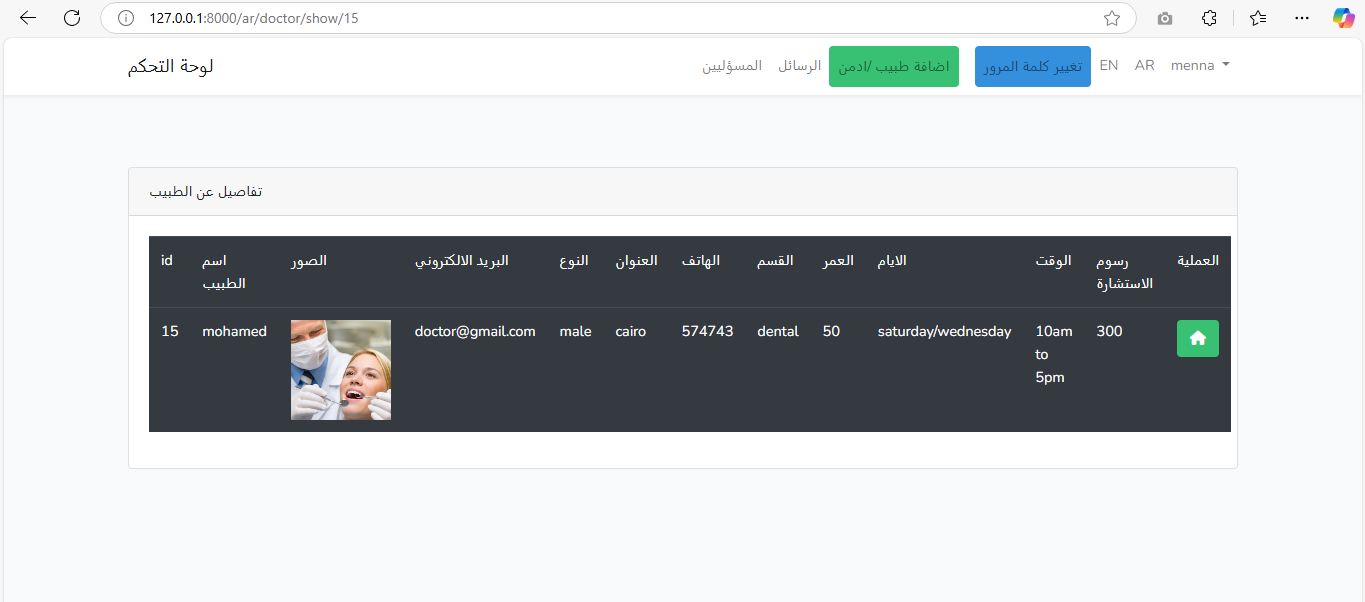 127.0.0.1:8000/ar/doctor/show/15
لوحة التحكم
المسؤليين
الرسائل
اضافة طبيب /ادمن
تغيير كلمة المرور
EN
AR
menna
تفاصيل عن الطبيب
id
اسم
الطبيب
الصور
البريد الالكتروني
النوع
العنوان
الهاتف
القسم
العمر
الايام
الوقت
رسوم
الاستشارة
العملية
15
mohamed
doctor@gmail.com
male
cairo
574743
dental
50
saturday/wednesday
10am
to
5pm
300